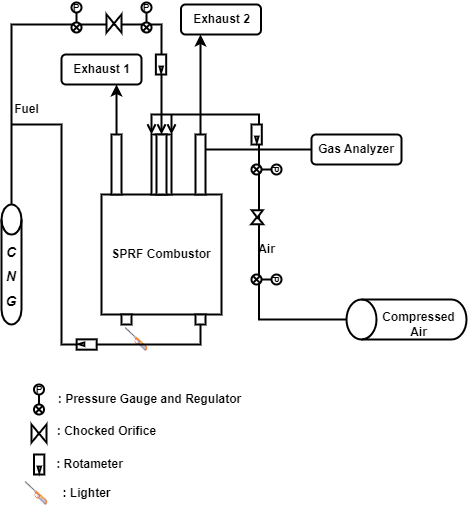 P
P
Exhaust 2
Exhaust 1
Fuel
Gas Analyzer
P
C
N
G
SPRF Combustor
Air
P
Compressed
Air
P
: Pressure Gauge and Regulator
: Chocked Orifice
: Rotameter
: Lighter